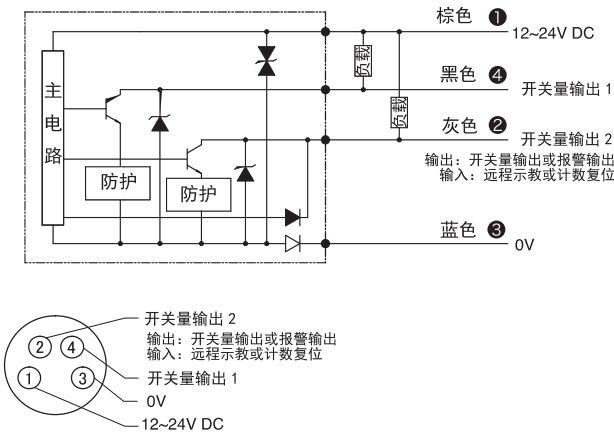 棕色 ❶
12~24V DC
负载
主电路
黑色 ❹
开关量输出 1
负载
灰色 ❷
开关量输出 2
输出：开关量输出或报警输出
输入：远程示教或计数复位
防护
防护
蓝色 ❸
0V
开关量输出 2
输出：开关量输出或报警输出
输入：远程示教或计数复位
② ④
开关量输出 1
① ③
0V
12~24V DC